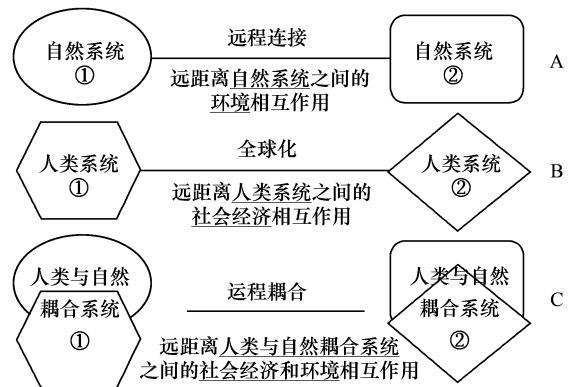 自然系统
①
远程连接
远距离自然系统之间的
环境相互作用
自然系统
②
A
人类系统
①
全球化
远距离人类系统之间的
社会经济相互作用
人类系统
②
B
人类与自然
耦合系统
①
运程耦合
远距离人类与自然耦合系统
之间的社会经济和环境相互作用
人类与自然
耦合系统
②
C